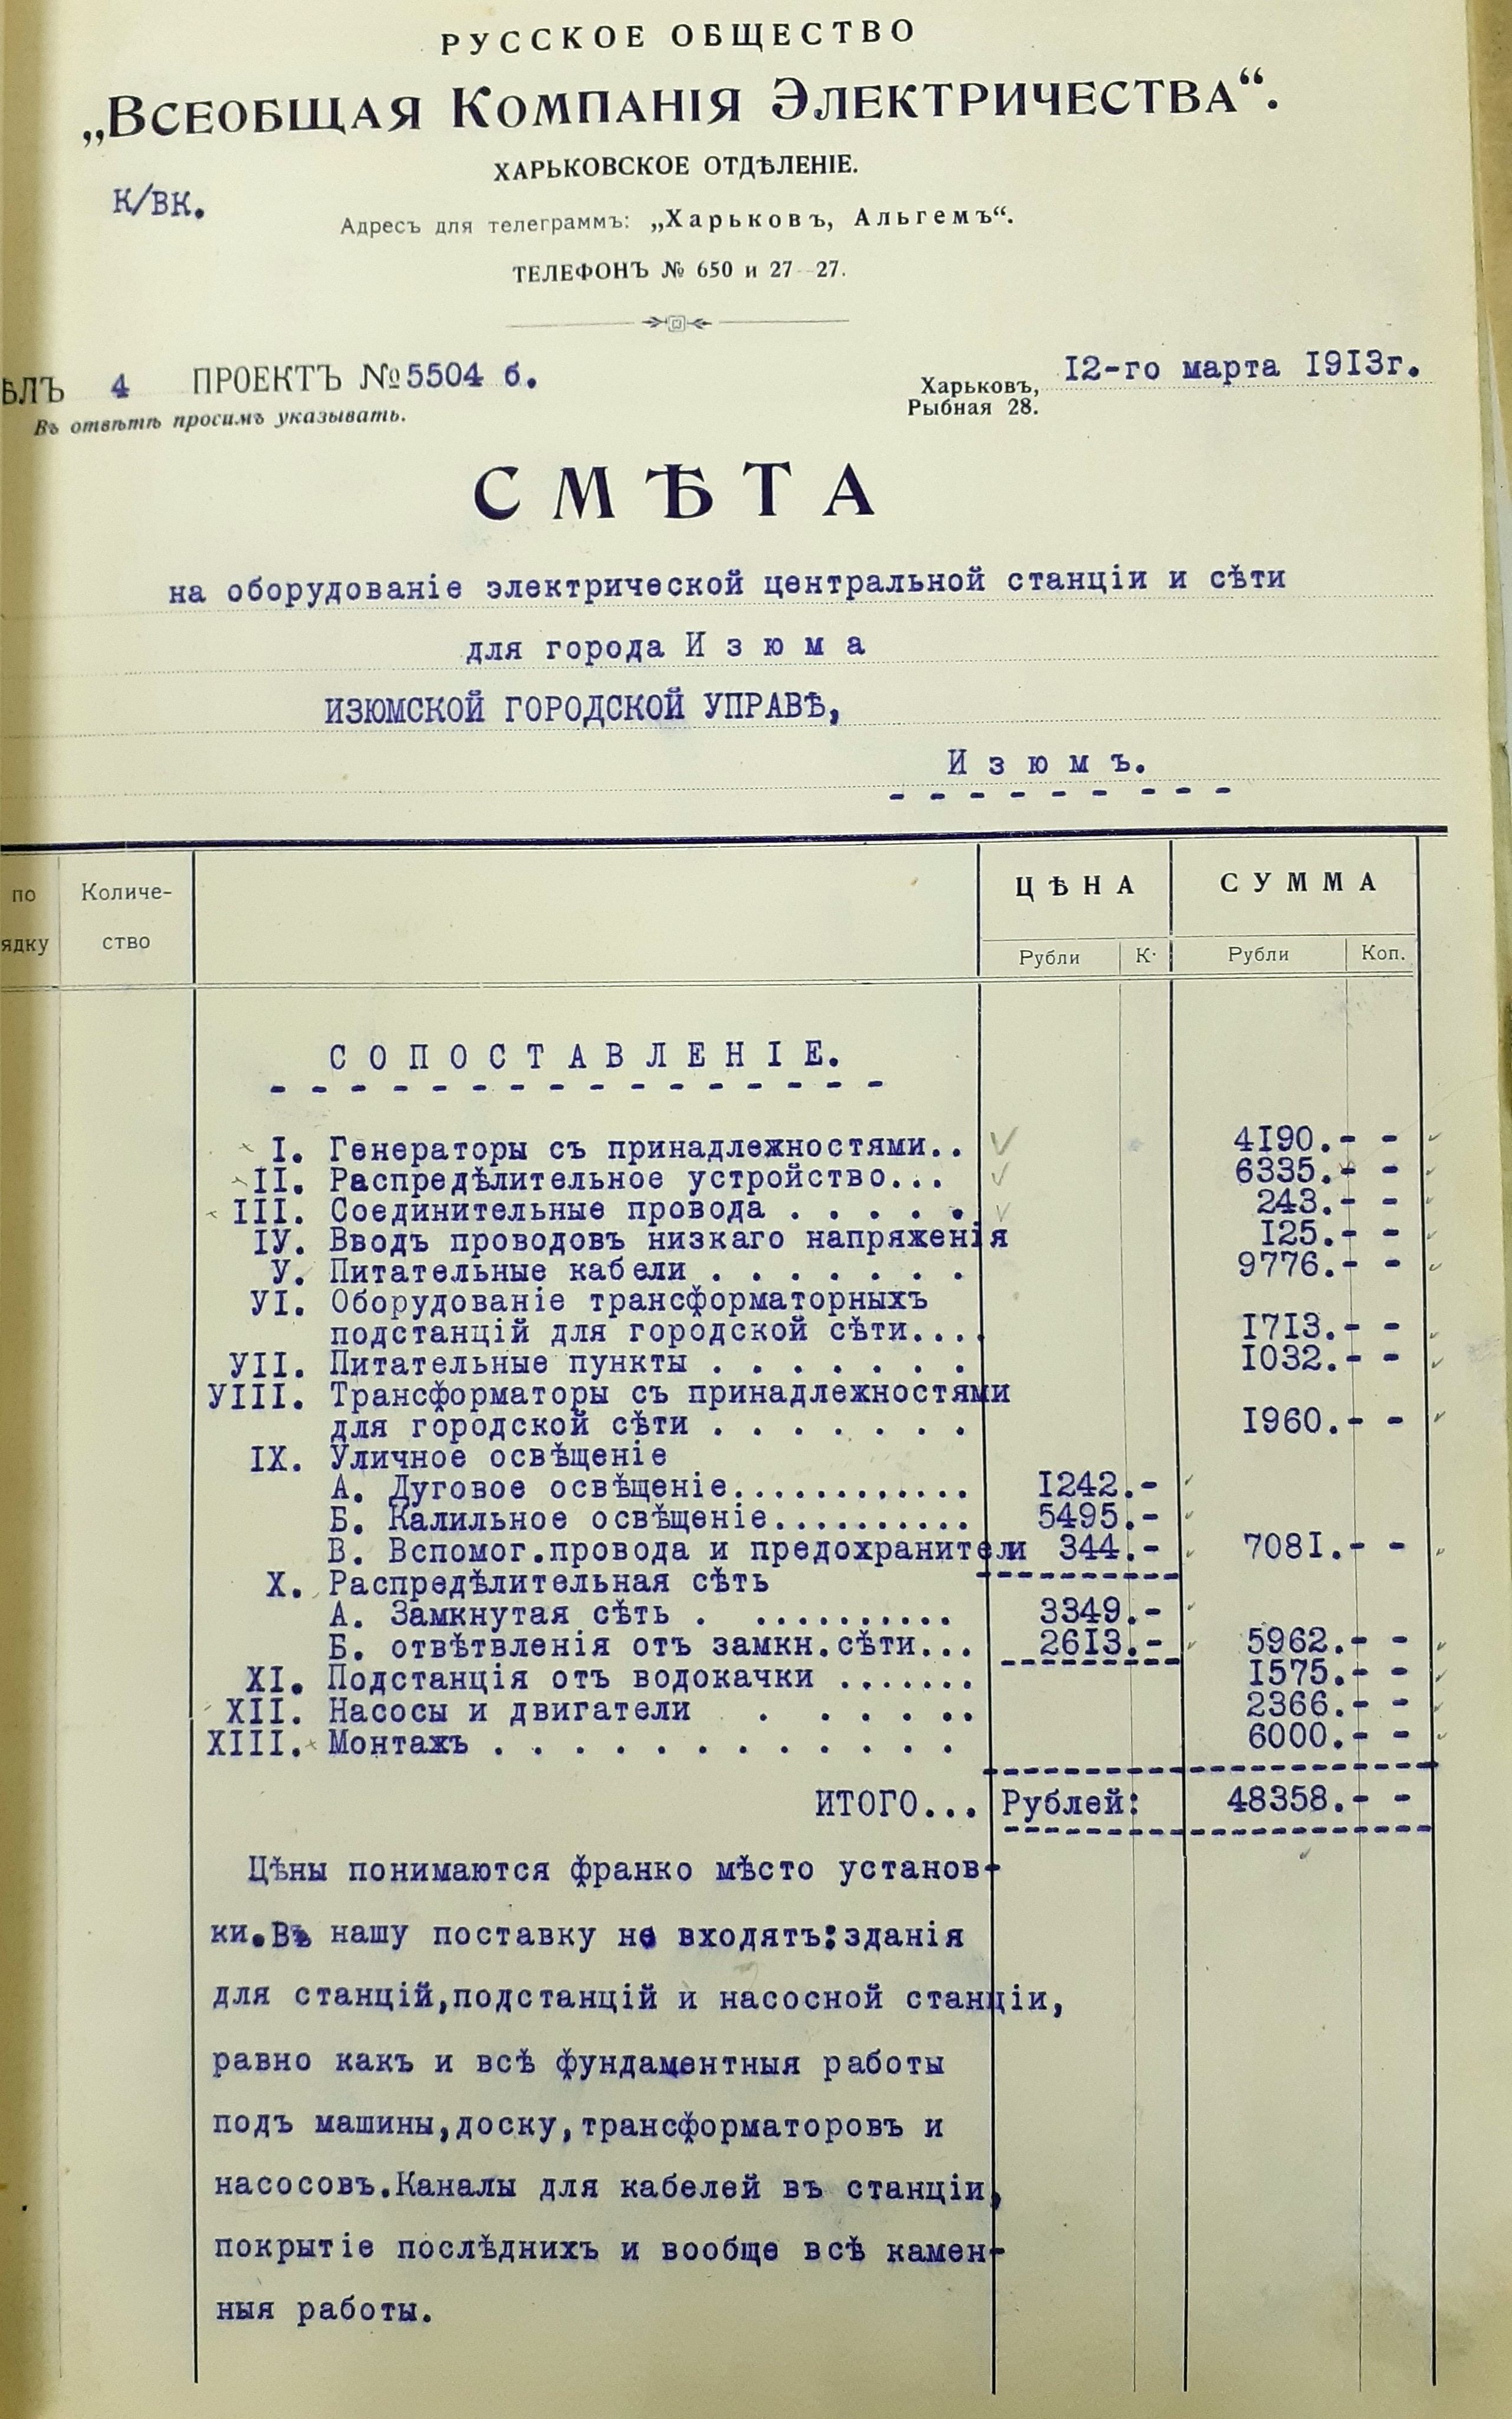 РУССКОЕ ОБЩЕСТВО
„ВСЕОБЩАЯ КОМПАНІЯ ЭЛЕКТРИЧЕСТВА“.
ХАРЬКОВСКОЕ ОТДѢЛЕНІЕ.
К/ВК.
Адресъ для телеграммъ: „Харьковъ, Альгемъ“.
ТЕЛЕФОНЪ № 650 и 27-27.
ѢЛЪ 4 ПРОЕКТЪ № 5504 б.
Въ отвѣтѣ просимъ указывать.
Харьковъ, 12-го марта 1913г.
Рыбная 28.
СМѢТА
на оборудованіе электрической центральной станціи и сѣти
для города Изюма
ИЗЮМСКОЙ ГОРОДСКОЙ УПРАВѢ,
Изюмъ.
по ядку
Количе-
ство
ЦѢНА СУММА
Рубли К. Рубли Коп.
СОПОСТАВЛЕНІЕ.
I. Генераторы съ принадлежностями.. 4190.- -
II. Распредѣлительное устройство... 6335.- -
III. Соединительные провода . . . . . 243.- -
IУ. Вводъ проводовъ низкаго напряженія 125.- -
У. Питательные кабели . . . . . . . 9776.- -
УI. Оборудованіе трансформаторныхъ
подстанцій для городской сѣти.... 1713.- -
УII. Питательные пункты . . . . . . . 1032.- -
УIII. Трансформаторы съ принадлежностями
для городской сѣти . . . . . . . 1960.- -
IX. Уличное освѣщеніе
А. Дуговое освѣщеніе............ 1242.-
Б. Калильное освѣщеніе.......... 5495.-
В. Вспомог.провода и предохранители 344.- 7081.- -
X. Распредѣлительная сѣть
А. Замкнутая сѣть . .......... 3349.-
Б. отвѣтвленія отъ замкн.сѣти... 2613.- 5962.- -
XI. Подстанція отъ водокачки ....... 1575.- -
XII. Насосы и двигатели . . . . .. 2366.- -
XIII. Монтажъ . . . . . . . . . . . . 6000.- -
ИТОГО... Рублей: 48358.- -
Цѣны понимаются франко мѣсто установ-
ки.Въ нашу поставку не входятъ:зданія
для станцій,подстанцій и насосной станціи,
равно какъ и всѣ фундаментныя работы
подъ машины,доску,трансформаторовъ и
насосовъ.Каналы для кабелей въ станціи,
покрытіе послѣднихъ и вообще всѣ камен-
ныя работы.